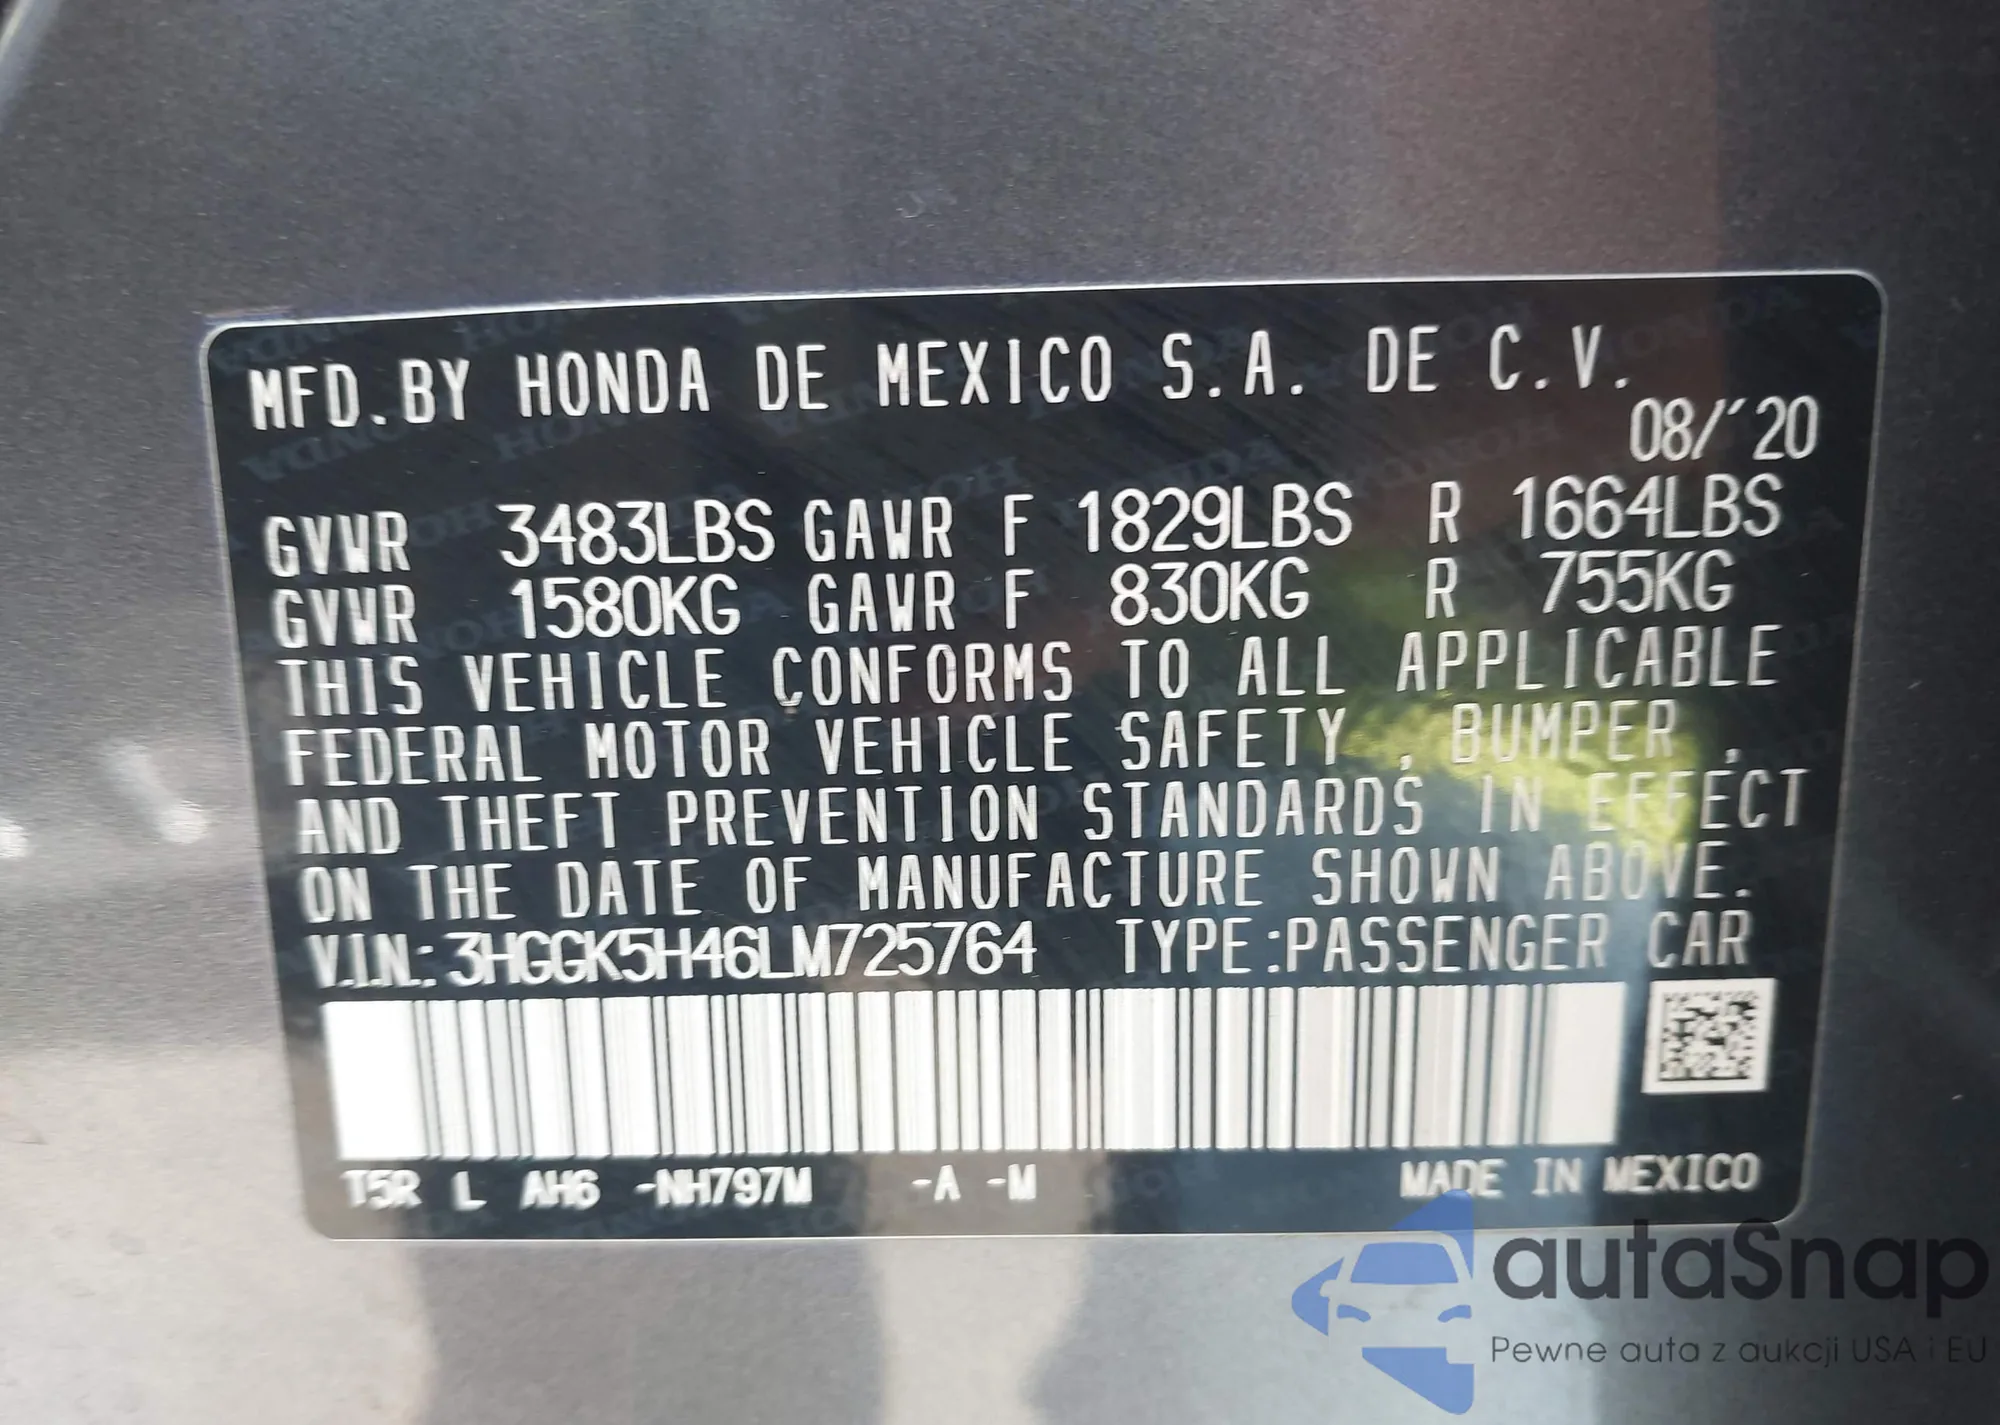 MFD. BY HONDA DE MEXICO S.A. DE C.V.
08/'20
GVWR 3483LBS GAWR F 1829LBS R 1664LBS
GVWR 1580KG GAWR F 830KG R 755KG
THIS VEHICLE CONFORMS TO ALL APPLICABLE
FEDERAL MOTOR VEHICLE SAFETY , BUMPER ,
AND THEFT PREVENTION STANDARDS IN EFFECT
ON THE DATE OF MANUFACTURE SHOWN ABOVE.
V.I.N.: 3HGGK5H46LM725764 TYPE:PASSENGER CAR
T5R L AH6 -NH797M -A -M MADE IN MEXICO
autaSnap
Pewne auta z aukcji USA i EU